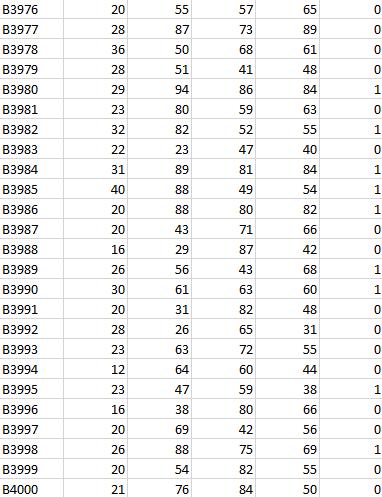 B3976 20 55 57 65 0
B3977 28 87 73 89 0
B3978 36 50 68 61 0
B3979 28 51 41 48 0
B3980 29 94 86 84 1
B3981 23 80 59 63 0
B3982 32 82 52 55 1
B3983 22 23 47 40 0
B3984 31 89 81 84 1
B3985 40 88 49 54 1
B3986 20 88 80 82 1
B3987 20 43 71 66 0
B3988 16 29 87 42 0
B3989 26 56 43 68 1
B3990 30 61 63 60 1
B3991 20 31 82 48 0
B3992 28 26 65 31 0
B3993 23 63 72 55 0
B3994 12 64 60 44 0
B3995 23 47 59 38 1
B3996 16 38 80 66 0
B3997 20 69 42 56 0
B3998 26 88 75 69 1
B3999 20 54 82 55 0
B4000 21 76 84 50 0